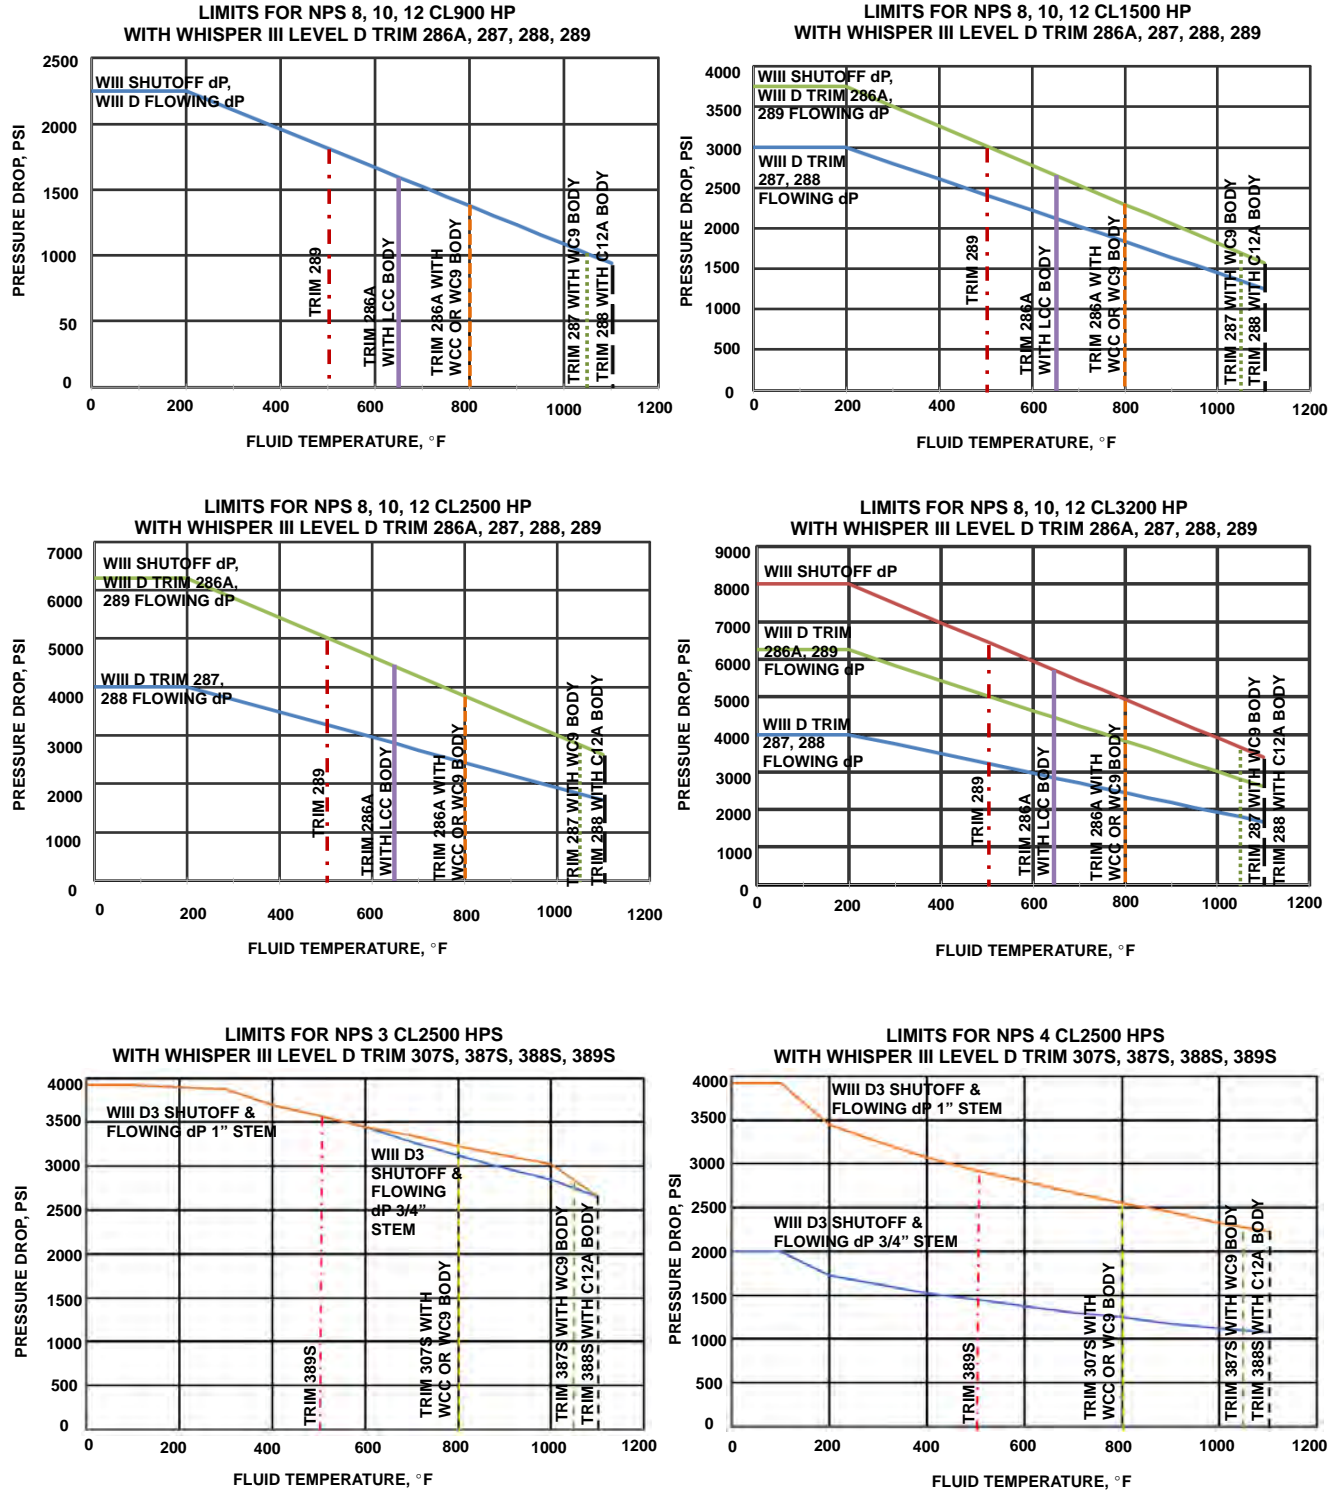 LIMITS FOR NPS 8, 10, 12 CL900 HP
WITH WHISPER III LEVEL D TRIM 286A, 287, 288, 289
PRESSURE DROP, PSI
2500
2000
1500
1000
50
0
WIII SHUTOFF dP,
WIII D FLOWING dP
TRIM 289
TRIM 286A
WITH LCC BODY
TRIM 286A WITH
WCC OR WC9 BODY
TRIM 287 WITH WC9 BODY
TRIM 288 WITH C12A BODY
0 200 400 600 800 1000 1200
FLUID TEMPERATURE, °F
LIMITS FOR NPS 8, 10, 12 CL1500 HP
WITH WHISPER III LEVEL D TRIM 286A, 287, 288, 289
PRESSURE DROP, PSI
4000
3500
3000
2500
2000
1500
1000
500
0
WIII SHUTOFF dP,
WIII D TRIM 286A,
289 FLOWING dP
WIII D TRIM
287, 288
FLOWING dP
TRIM 289
TRIM 286A
WITH LCC BODY
TRIM 286A WITH
WCC OR WC9 BODY
TRIM 287 WITH WC9 BODY
TRIM 288 WITH C12A BODY
0 200 400 600 800 1000 1200
FLUID TEMPERATURE, °F
LIMITS FOR NPS 8, 10, 12 CL2500 HP
WITH WHISPER III LEVEL D TRIM 286A, 287, 288, 289
PRESSURE DROP, PSI
7000
6000
5000
4000
3000
2000
1000
0
WIII SHUTOFF dP,
WIII D TRIM 286A,
289 FLOWING dP
WIII D TRIM 287,
288 FLOWING dP
TRIM 289
TRIM 286A
WITH LCC BODY
TRIM 286A WITH
WCC OR WC9 BODY
TRIM 287 WITH WC9 BODY
TRIM 288 WITH C12A BODY
0 200 400 600 800 1000 1200
FLUID TEMPERATURE, °F
LIMITS FOR NPS 8, 10, 12 CL3200 HP
WITH WHISPER III LEVEL D TRIM 286A, 287, 288, 289
PRESSURE DROP, PSI
9000
8000
7000
6000
5000
4000
3000
2000
1000
0
WIII SHUTOFF dP
WIII D TRIM
286A, 289
FLOWING dP
WIII D TRIM
287, 288
FLOWING dP
TRIM 289
TRIM 286A
WITH LCC BODY
TRIM 286A WITH
WCC OR WC9 BODY
TRIM 287 WITH WC9 BODY
TRIM 288 WITH C12A BODY
0 200 400 600 800 1000 1200
FLUID TEMPERATURE, °F
LIMITS FOR NPS 3 CL2500 HPS
WITH WHISPER III LEVEL D TRIM 307S, 387S, 388S, 389S
PRESSURE DROP, PSI
4000
3500
3000
2500
2000
1500
1000
500
0
WIII D3 SHUTOFF &
FLOWING dP 1” STEM
WIII D3
SHUTOFF &
FLOWING
dP 3/4”
STEM
TRIM 389S
TRIM 307S WITH
WCC OR WC9 BODY
TRIM 387S WITH WC9 BODY
TRIM 388S WITH C12A BODY
0 200 400 600 800 1000 1200
FLUID TEMPERATURE, °F
LIMITS FOR NPS 4 CL2500 HPS
WITH WHISPER III LEVEL D TRIM 307S, 387S, 388S, 389S
PRESSURE DROP, PSI
4000
3500
3000
2500
2000
1500
1000
500
0
WIII D3 SHUTOFF &
FLOWING dP 1” STEM
WIII D3 SHUTOFF &
FLOWING dP 3/4” STEM
TRIM 389S
TRIM 307S WITH
WCC OR WC9 BODY
TRIM 387S WITH WC9 BODY
TRIM 388S WITH C12A BODY
0 200 400 600 800 1000 1200
FLUID TEMPERATURE, °F